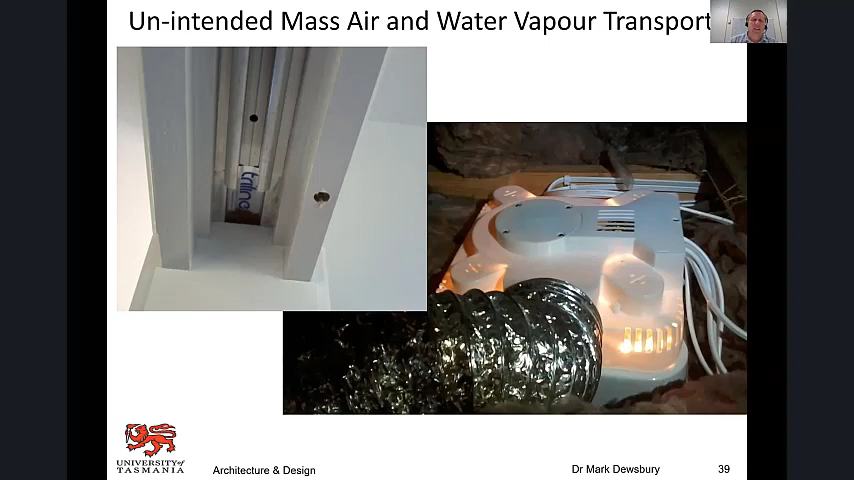 Un-intended Mass Air and Water Vapour Transport
UNIVERSITY of
TASMANIA
Architecture & Design
Dr Mark Dewsbury
39